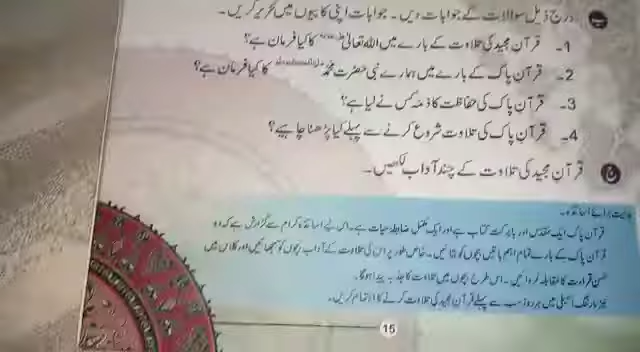 درج ذیل سوالات کے جوابات دیں۔ جوابات اپنی کاپیوں میں تحریر کریں۔
1۔ قرآن مجید کی تلاوت کے بارے میں اللہ تعالیٰ کا کیا فرمان ہے؟
2۔ قرآن پاک کے بارے میں ہمارے نبی حضرت محمد کا کیا فرمان ہے؟
3۔ قرآن پاک کی حفاظت کا ذمہ کس نے لیا ہے؟
4۔ قرآن پاک کی تلاوت شروع کرنے سے پہلے کیا پڑھنا چاہیے؟
ج قرآن مجید کی تلاوت کے چند آداب لکھیں۔
ہدایت برائے اساتذہ۔
قرآن پاک ایک مقدس اور بابرکت کتاب ہے اور ایک مکمل ضابطہ حیات ہے۔ اس لیے اساتذہ کرام سے گزارش ہے کہ وہ
قرآن پاک کے بارے تمام اہم باتیں بچوں کو بتائیں۔ خاص طور پر اس کی تلاوت کے آداب بچوں کو سمجھائیں اور کلاس میں
حسن قرأت کا مقابلہ کروائیں۔ اس طرح بچوں میں تلاوت کا جذبہ پیدا ہوگا۔
نیز مارننگ اسمبلی میں ہر روز سب سے پہلے قرآن مجید کی تلاوت کرنے کا اہتمام کریں۔
15